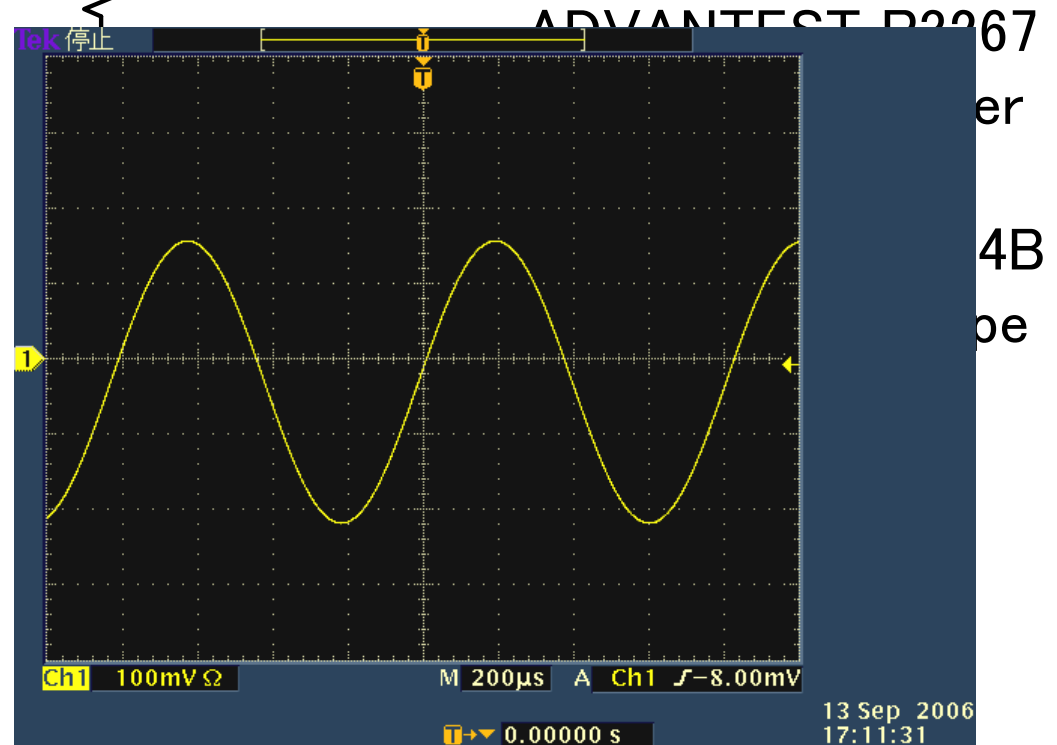 ADVANTEST R3267
er
4B
pe
Tek 停止
T
T
1
Ch1 100mV Ω M 200µs A Ch1 -8.00mV
T 0.00000 s
13 Sep 2006
17:11:31